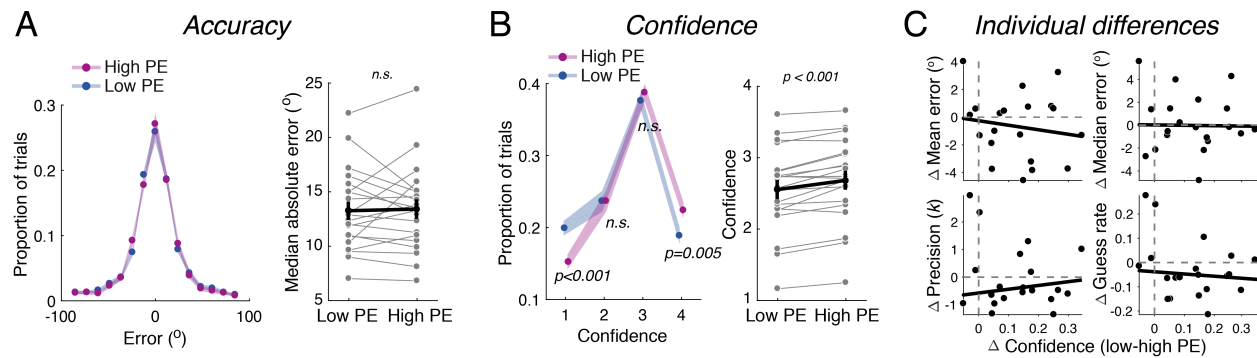 A Accuracy
High PE
Low PE
Proportion of trials
0.3
0.2
0.1
0
-100 0 100
Error (º)
n.s.
Median absolute error (º)
25
20
15
10
5
Low PE High PE
B Confidence
High PE
Low PE
Proportion of trials
0.4
0.3
0.2
0.1
n.s.
n.s.
p<0.001
p=0.005
1 2 3 4
Confidence
p < 0.001
Confidence
4
3
2
1
Low PE High PE
C Individual differences
Δ Mean error (º)
4
2
0
-2
-4
Δ Median error (º)
4
2
0
-2
-4
Δ Precision (k)
3
2
1
0
-1
0 0.1 0.2 0.3
Δ Guess rate
0.2
0.1
0
-0.1
-0.2
0 0.1 0.2 0.3
Δ Confidence (low-high PE)